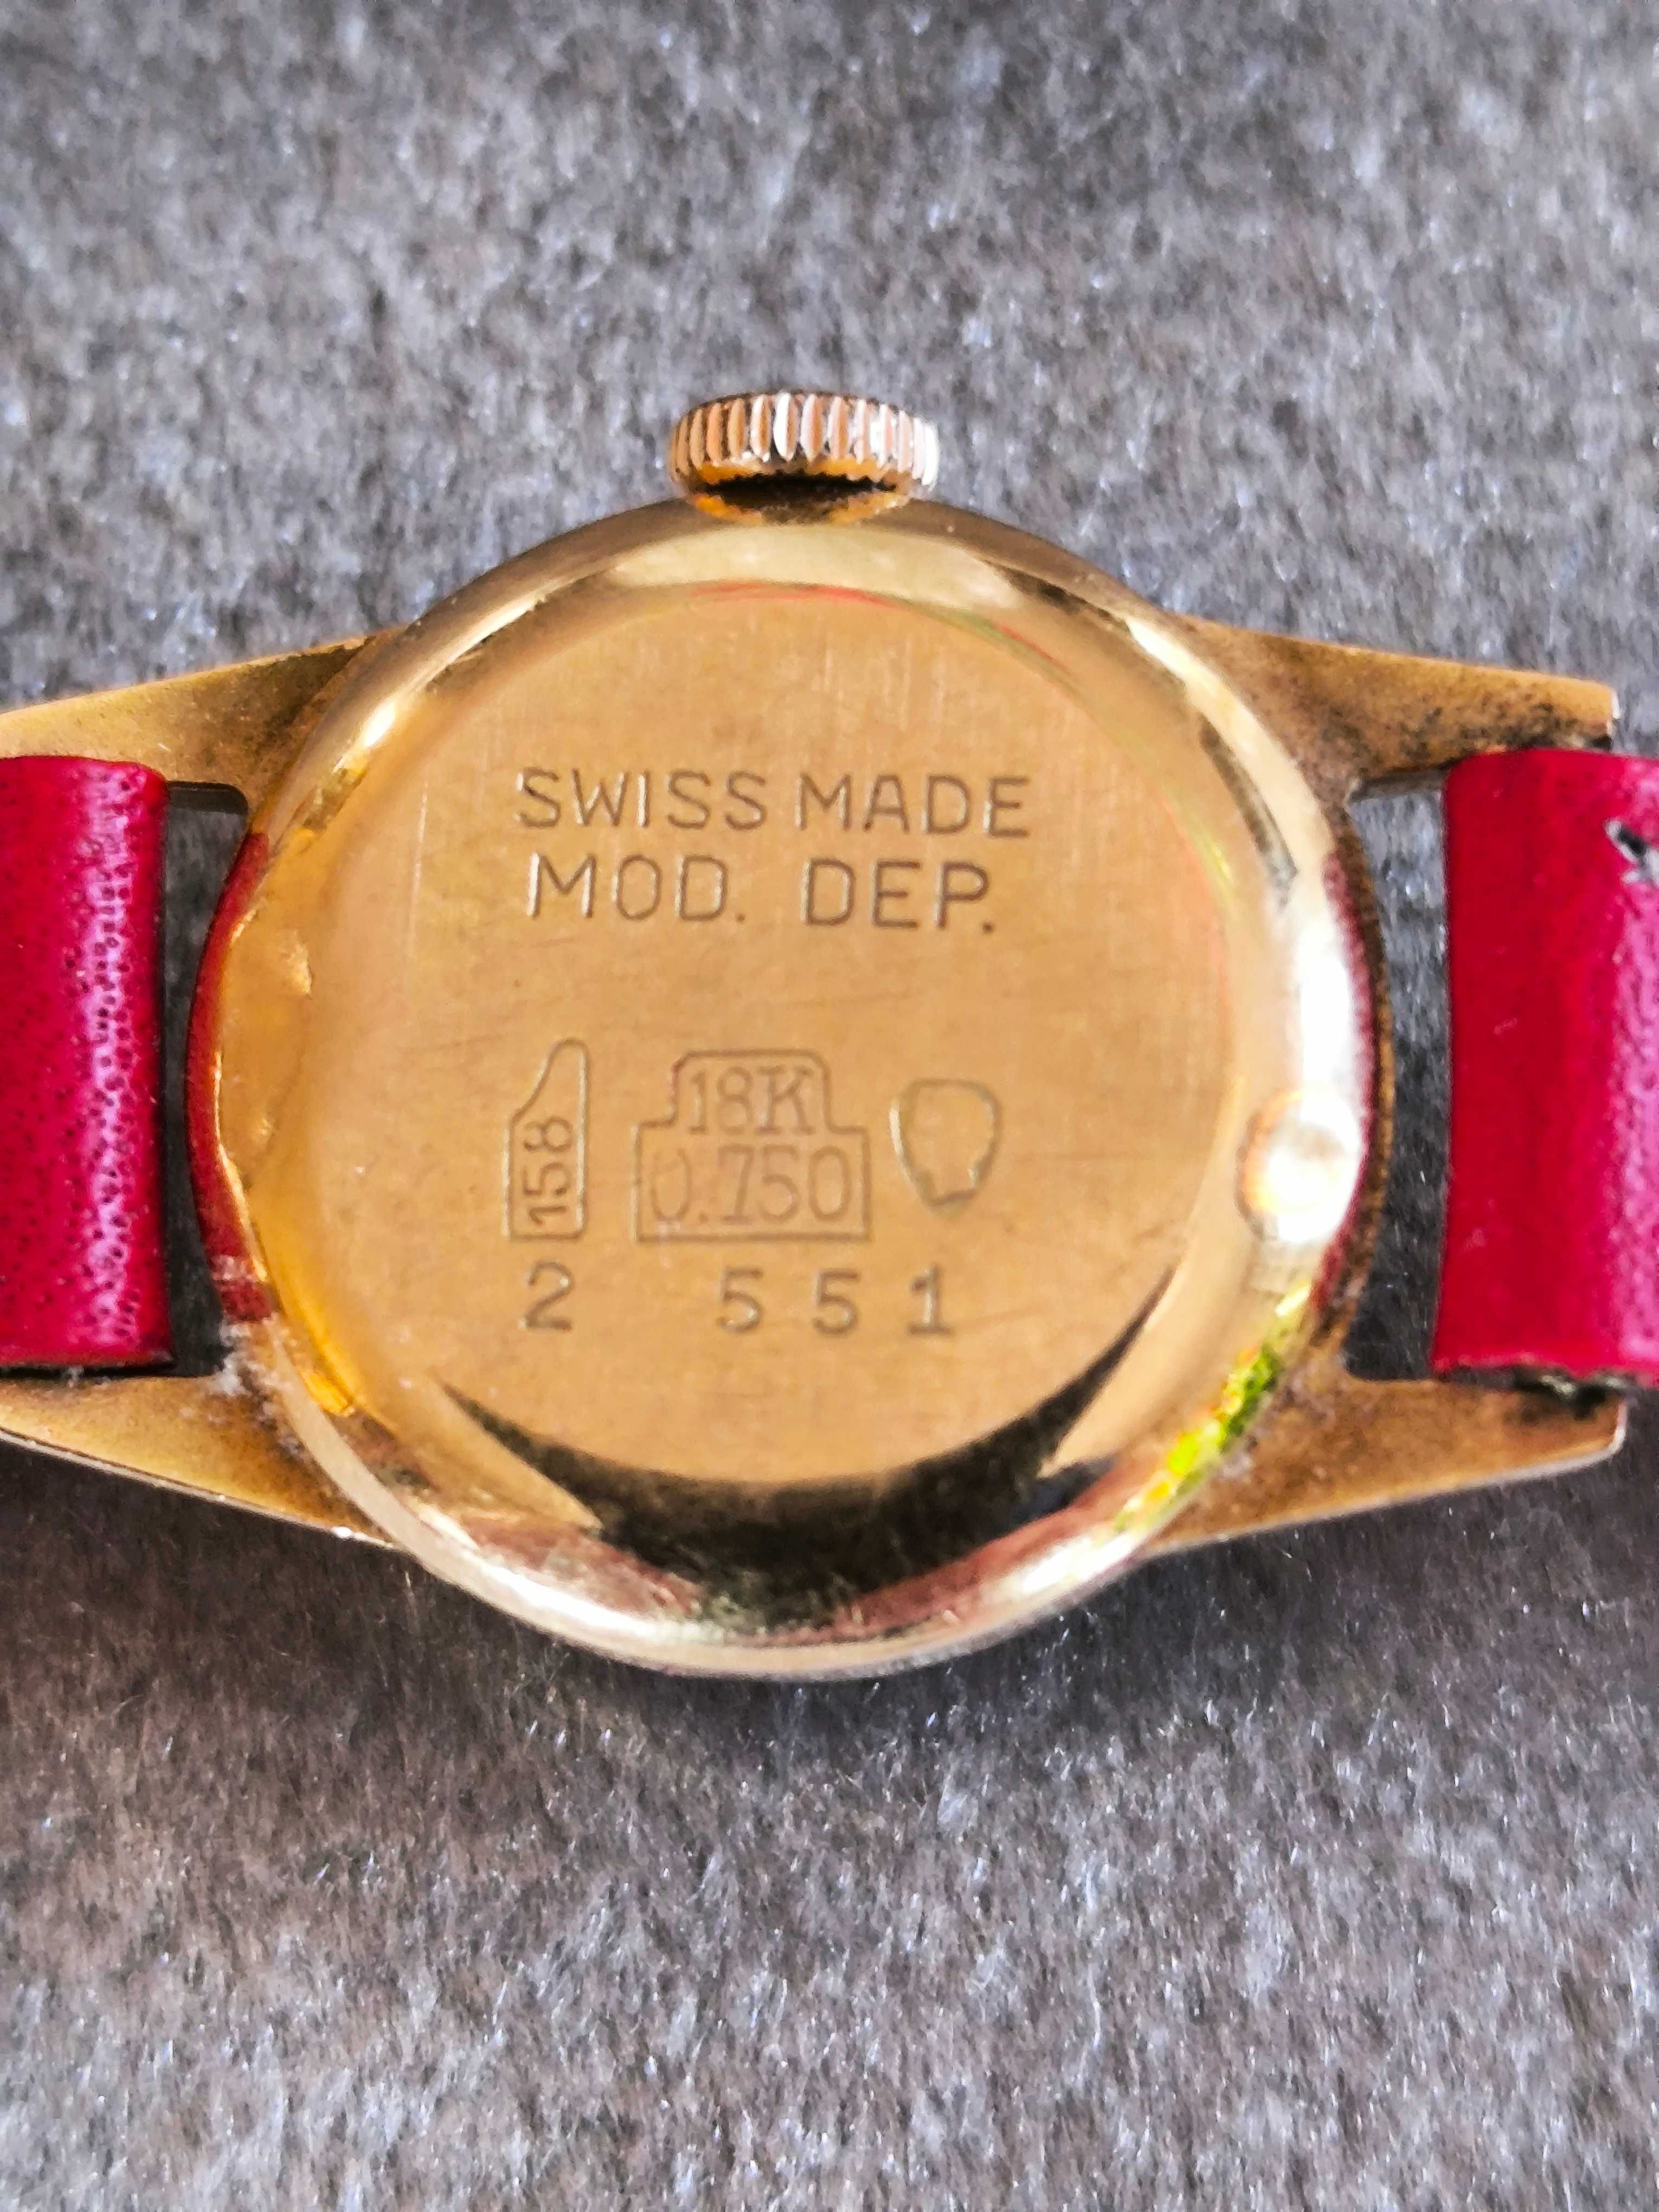 SWISS MADE
MOD. DEP.
158
18K
0.750
2 551